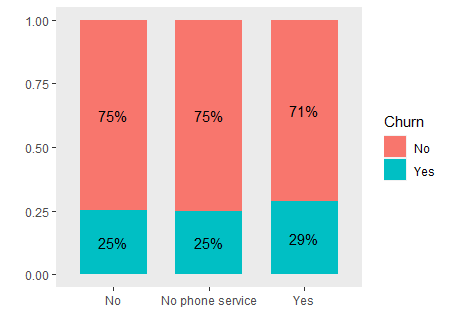 1.00
0.75
0.50
0.25
0.00
75%
75%
71%
25%
25%
29%
No
No phone service
Yes
Churn
No
Yes